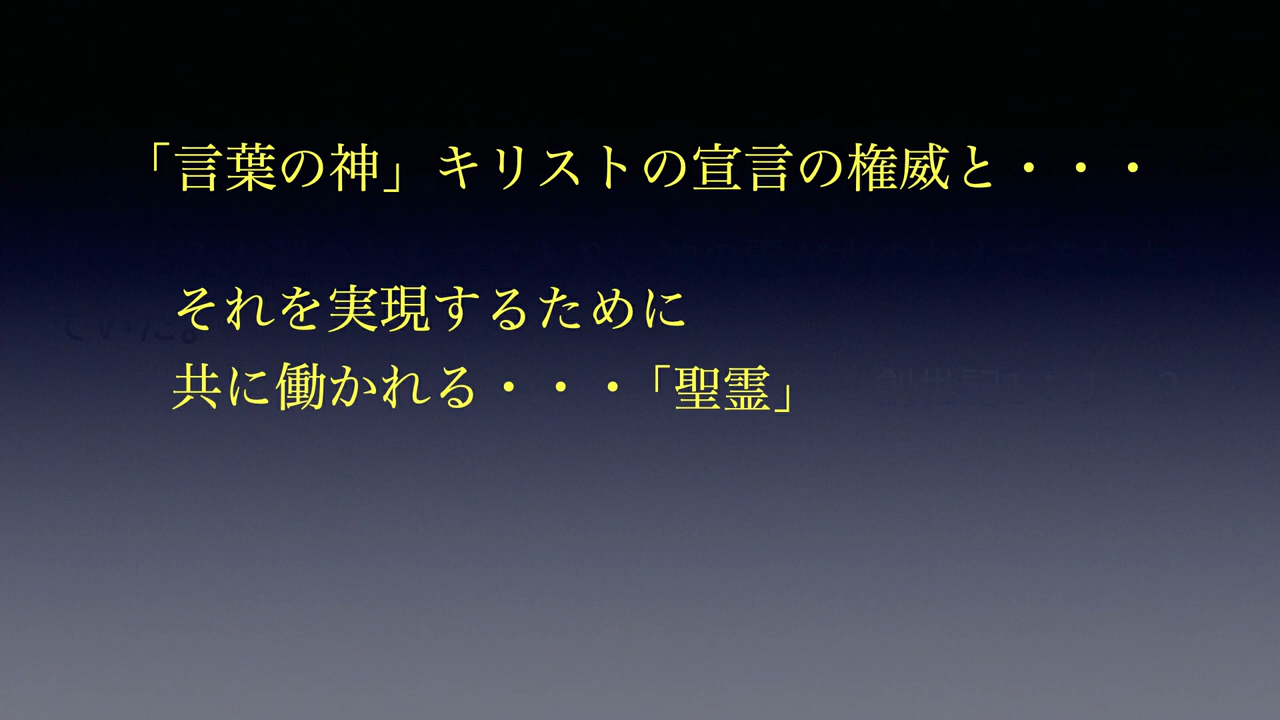 「言葉の神」キリストの宣言の権威と・・・
それを実現するために
共に働かれる・・・「聖霊」